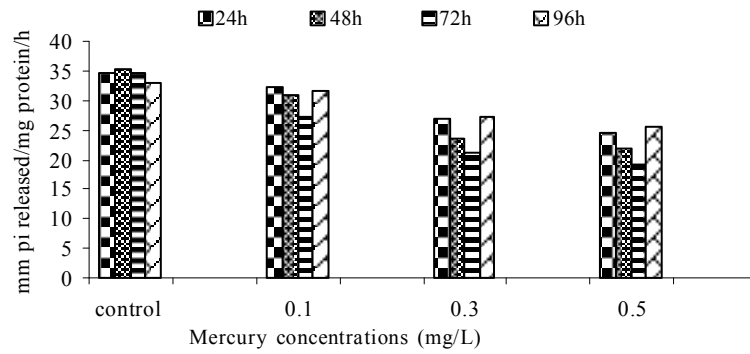 24h 48h 72h 96h
mm pi released/mg protein/h
40
35
30
25
20
15
10
5
0
control 0.1 0.3 0.5
Mercury concentrations (mg/L)